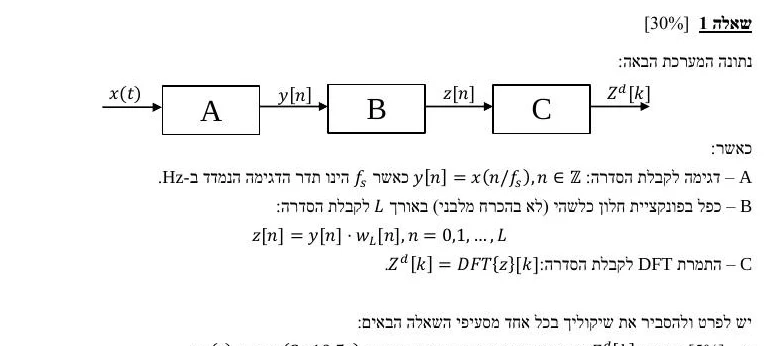 שאלה 1 [30%]
נתונה המערכת הבאה:
x(t) A y[n] B z[n] C Z^d[k]
כאשר:
A – דגימה לקבלת הסדרה: y[n] = x(n/f_s), n ∈ ℤ כאשר f_s הינו תדר הדגימה הנמדד ב-Hz.
B – כפל בפונקציית חלון כלשהי (לא בהכרח מלבני) באורך L לקבלת הסדרה:
z[n] = y[n] · w_L[n], n = 0,1, … , L
C – התמרת DFT לקבלת הסדרה: Z^d[k] = DFT{z}[k].
יש לפרט ולהסביר את שיקוליך בכל אחד מסעיפי השאלה הבאים: